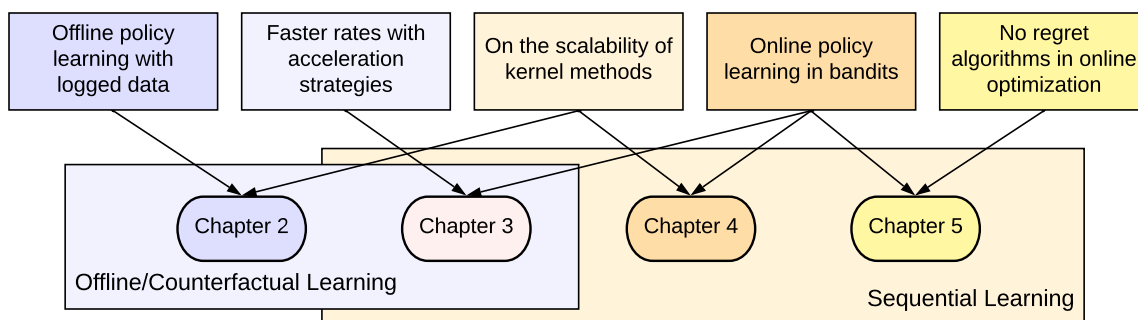 Offline policy
learning with
logged data
Faster rates with
acceleration
strategies
On the scalability of
kernel methods
Online policy
learning in bandits
No regret
algorithms in online
optimization
Chapter 2
Chapter 3
Chapter 4
Chapter 5
Offline/Counterfactual Learning
Sequential Learning